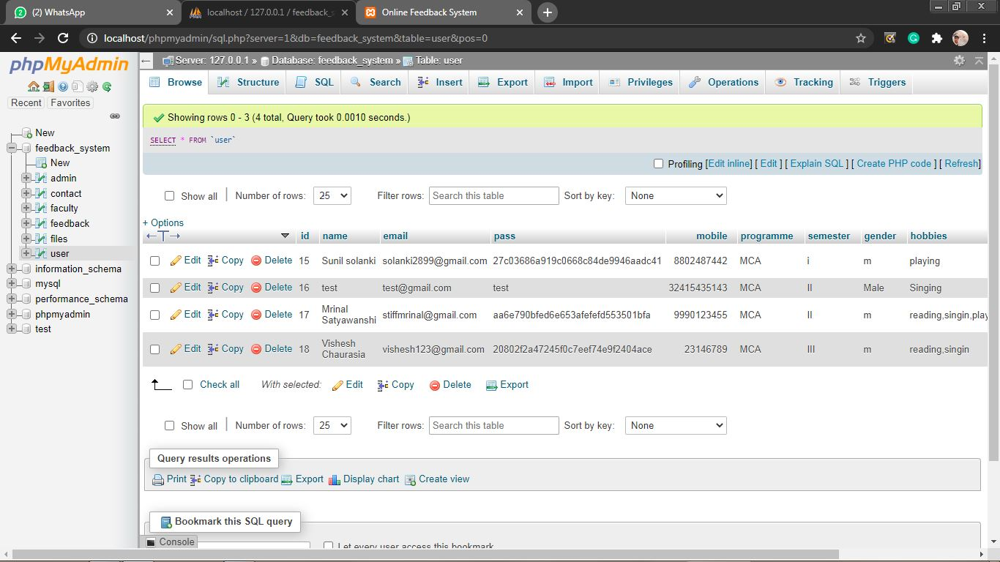 (2) WhatsApp
localhost / 127.0.0.1 / feedback_s
Online Feedback System
localhost/phpmyadmin/sql.php?server=1&db=feedback_system&table=user&pos=0
phpMyAdmin
Server: 127.0.0.1 » Database: feedback_system » Table: user
Recent Favorites
Browse Structure SQL Search Insert Export Import Privileges Operations Tracking Triggers
New
feedback_system
New
admin
contact
faculty
feedback
files
user
information_schema
mysql
performance_schema
phpmyadmin
test
Showing rows 0 - 3 (4 total, Query took 0.0010 seconds.)
SELECT * FROM `user`
Profiling [Edit inline] [ Edit ] [ Explain SQL ] [ Create PHP code ] [ Refresh]
Show all | Number of rows: 25 Filter rows: Search this table Sort by key: None
+ Options
←T→ id name email pass mobile programme semester gender hobbies
Edit Copy Delete 15 Sunil solanki solanki2899@gmail.com 27c03686a919c0668c84de9946aadc41 8802487442 MCA i m playing
Edit Copy Delete 16 test test@gmail.com test 32415435143 MCA II Male Singing
Edit Copy Delete 17 Mrinal Satyawanshi stiffmrinal@gmail.com aa6e790bfed6e653afefefd553501bfa 9990123455 MCA II m reading,singin,play
Edit Copy Delete 18 Vishesh Chaurasia vishesh123@gmail.com 20802f2a47245f0c7eef74e9f2404ace 23146789 MCA III m reading,singin
Check all With selected: Edit Copy Delete Export
Show all | Number of rows: 25 Filter rows: Search this table Sort by key: None
Query results operations
Print Copy to clipboard Export Display chart Create view
Bookmark this SQL query
Console
Let every user access this bookmark